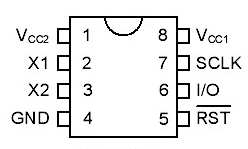 VCC2 1 8 VCC1
X1 2 7 SCLK
X2 3 6 I/O
GND 4 5 RST